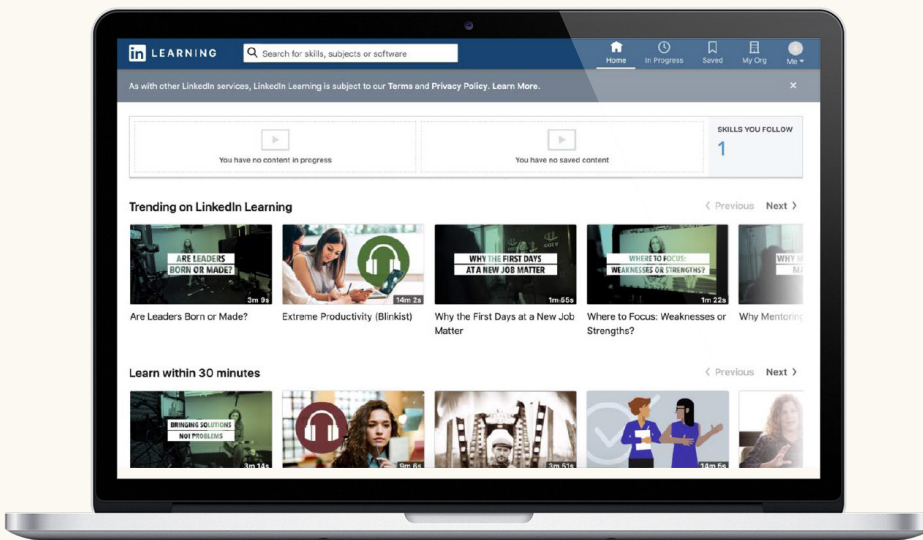 in LEARNING
Search for skills, subjects or software
Home
In Progress
Saved
My Org
Me
As with other LinkedIn services, LinkedIn Learning is subject to our Terms and Privacy Policy. Learn More.
You have no content in progress
You have no saved content
SKILLS YOU FOLLOW
1
Trending on LinkedIn Learning
Previous Next
ARE LEADERS
BORN OR MADE?
3m 9s
14m 2s
WHY THE FIRST DAYS
AT A NEW JOB MATTER
1m 55s
WHERE TO FOCUS:
WEAKNESSES OR STRENGTHS?
1m 22s
WHY
Are Leaders Born or Made?
Extreme Productivity (Blinkist)
Why the First Days at a New Job
Matter
Where to Focus: Weaknesses or
Strengths?
Why Mentoring
Learn within 30 minutes
Previous Next
BRINGING SOLUTIONS
NOT PROBLEMS
3m 14s
9m 6s
3m 51s
14m 5s